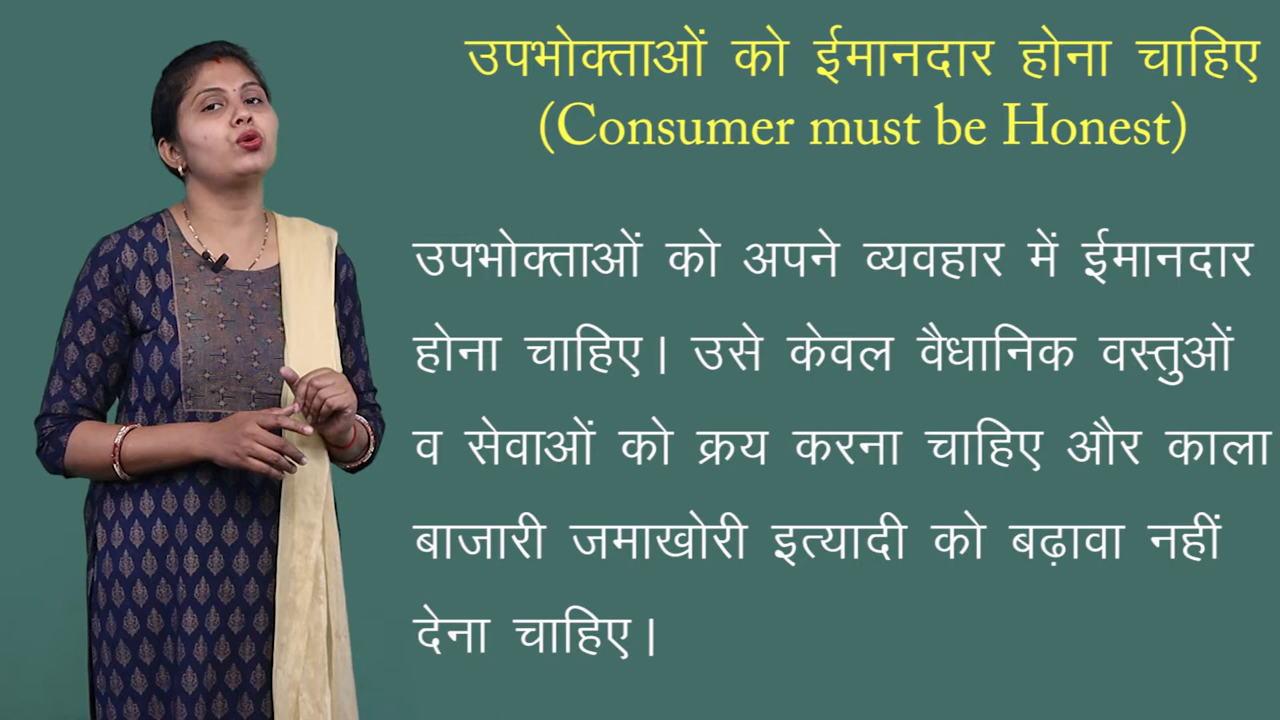 उपभोक्ताओं को ईमानदार होना चाहिए
(Consumer must be Honest)
उपभोक्ताओं को अपने व्यवहार में ईमानदार
होना चाहिए। उसे केवल वैधानिक वस्तुओं
व सेवाओं को क्रय करना चाहिए और काला
बाजारी जमाखोरी इत्यादी को बढ़ावा नहीं
देना चाहिए।